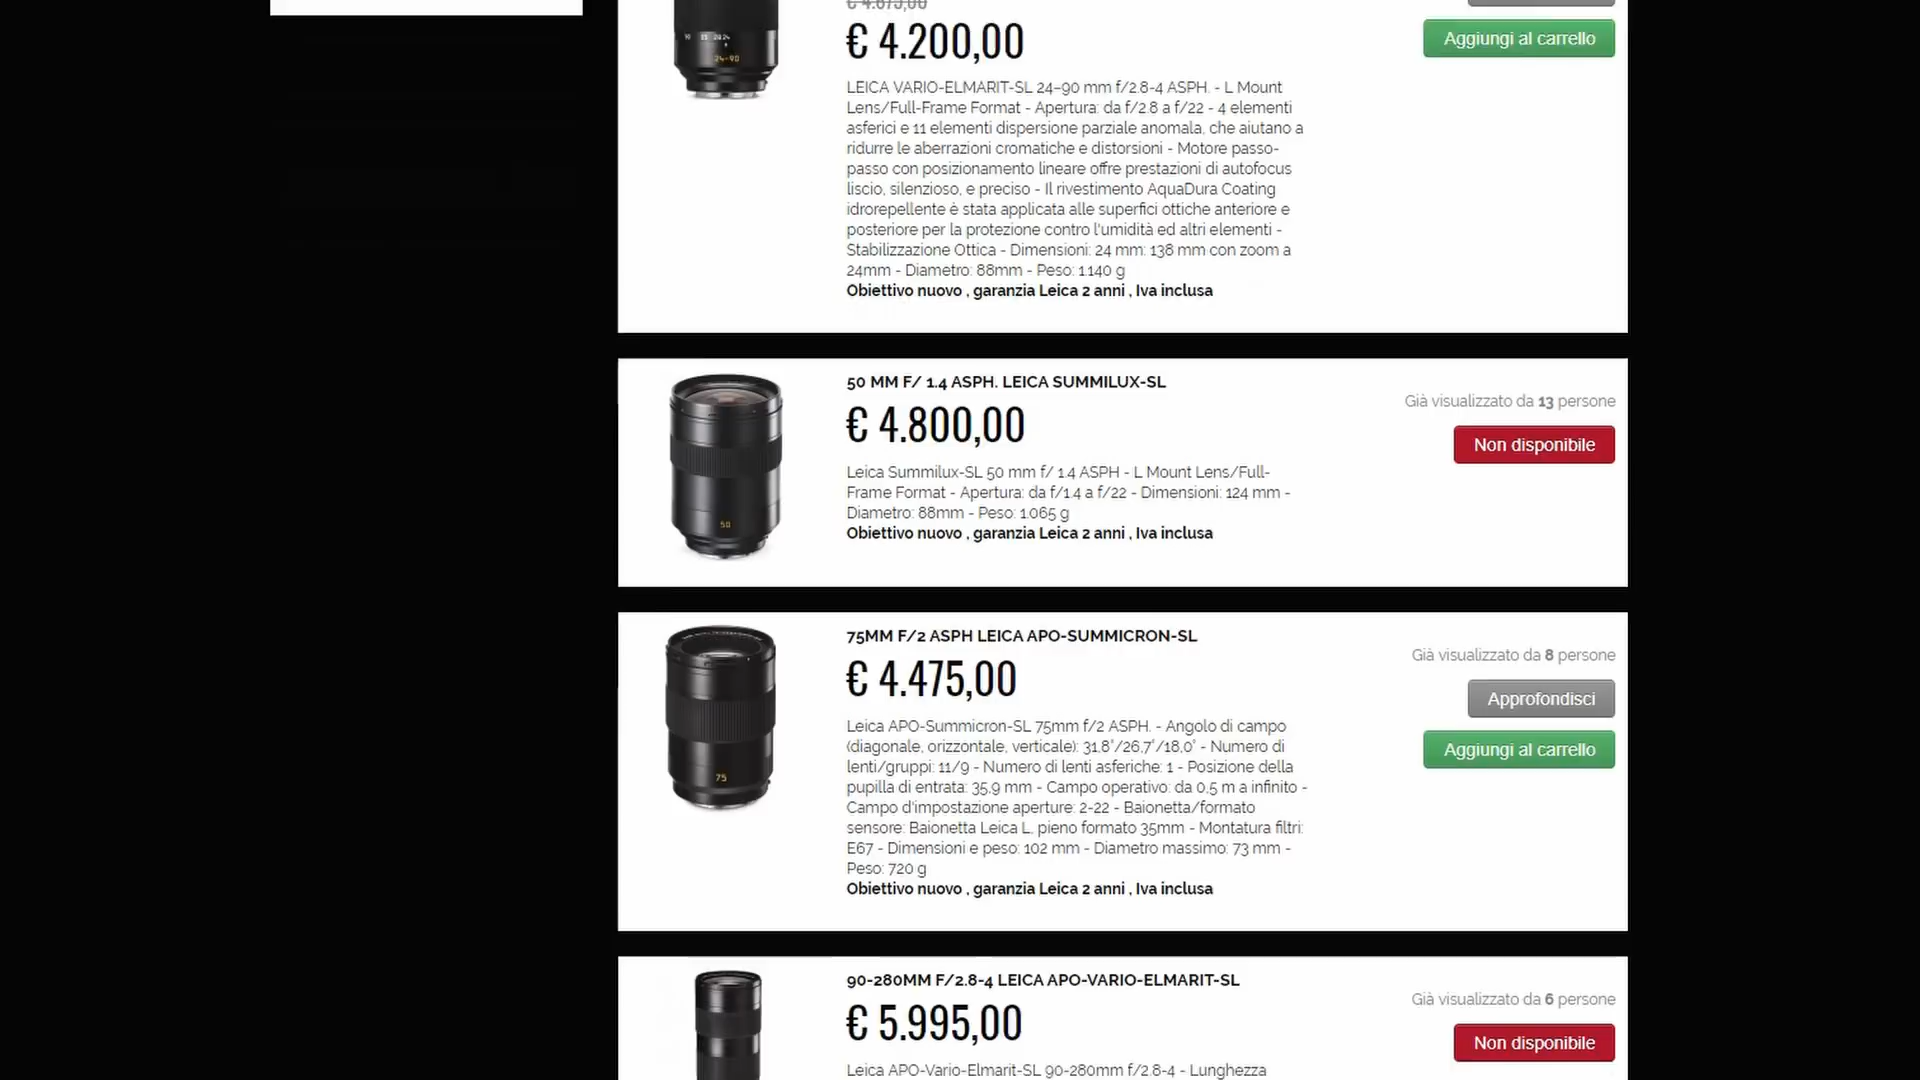 € 4.675,00
€ 4.200,00
Aggiungi al carrello
24-90
LEICA VARIO-ELMARIT-SL 24–90 mm f/2.8-4 ASPH. - L Mount
Lens/Full-Frame Format - Apertura: da f/2.8 a f/22 - 4 elementi
asferici e 11 elementi dispersione parziale anomala, che aiutano a
ridurre le aberrazioni cromatiche e distorsioni - Motore passo-
passo con posizionamento lineare offre prestazioni di autofocus
liscio, silenzioso, e preciso - Il rivestimento AquaDura Coating
idrorepellente è stata applicata alle superfici ottiche anteriore e
posteriore per la protezione contro l'umidità ed altri elementi -
Stabilizzazione Ottica - Dimensioni: 24 mm: 138 mm con zoom a
24mm - Diametro: 88mm - Peso: 1.140 g
Obiettivo nuovo , garanzia Leica 2 anni , Iva inclusa
50 MM F/ 1.4 ASPH. LEICA SUMMILUX-SL
€ 4.800,00
Già visualizzato da 13 persone
Non disponibile
50
Leica Summilux-SL 50 mm f/ 1.4 ASPH - L Mount Lens/Full-
Frame Format - Apertura: da f/1.4 a f/22 - Dimensioni: 124 mm -
Diametro: 88mm - Peso: 1.065 g
Obiettivo nuovo , garanzia Leica 2 anni , Iva inclusa
75MM F/2 ASPH LEICA APO-SUMMICRON-SL
€ 4.475,00
Già visualizzato da 8 persone
Approfondisci
Aggiungi al carrello
75
Leica APO-Summicron-SL 75mm f/2 ASPH. - Angolo di campo
(diagonale, orizzontale, verticale): 31,8°/26,7°/18,0° - Numero di
lenti/gruppi: 11/9 - Numero di lenti asferiche: 1 - Posizione della
pupilla di entrata: 35,9 mm - Campo operativo: da 0,5 m a infinito -
Campo d'impostazione aperture: 2-22 - Baionetta/formato
sensore: Baionetta Leica L, pieno formato 35mm - Montatura filtri:
E67 - Dimensioni e peso: 102 mm - Diametro massimo: 73 mm -
Peso: 720 g
Obiettivo nuovo , garanzia Leica 2 anni , Iva inclusa
90-280MM F/2.8-4 LEICA APO-VARIO-ELMARIT-SL
€ 5.995,00
Già visualizzato da 6 persone
Non disponibile
Leica APO-Vario-Elmarit-SL 90-280mm f/2.8-4 - Lunghezza